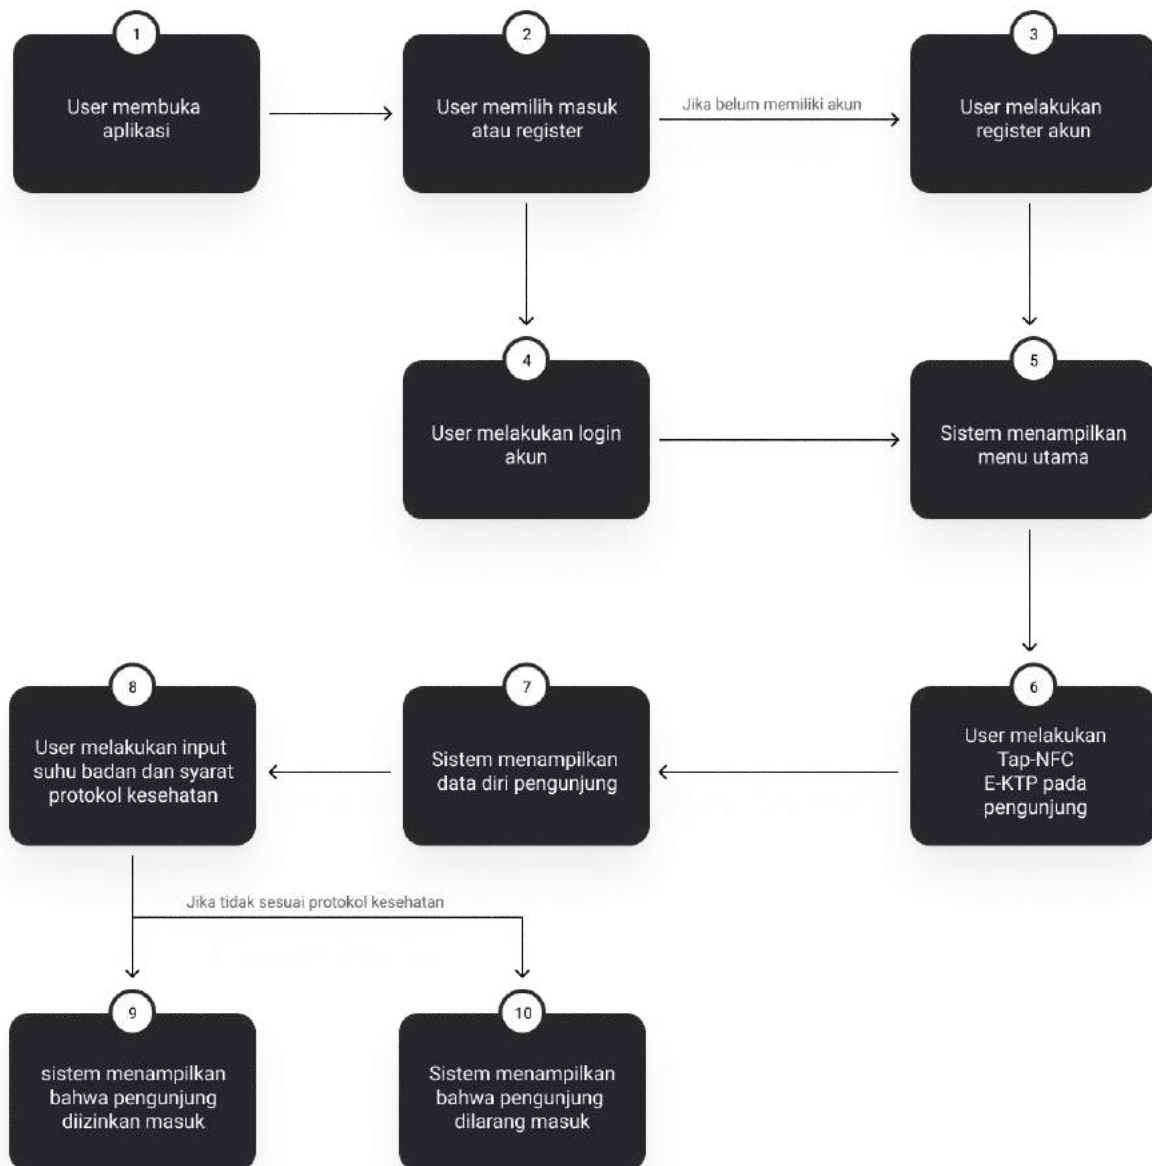 1
User membuka
aplikasi
2
User memilih masuk
atau register
Jika belum memiliki akun
3
User melakukan
register akun
4
User melakukan login
akun
5
Sistem menampilkan
menu utama
6
User melakukan
Tap-NFC
E-KTP pada
pengunjung
7
Sistem menampilkan
data diri pengunjung
8
User melakukan input
suhu badan dan syarat
protokol kesehatan
Jika tidak sesuai protokol kesehatan
9
sistem menampilkan
bahwa pengunjung
diizinkan masuk
10
Sistem menampilkan
bahwa pengunjung
dilarang masuk